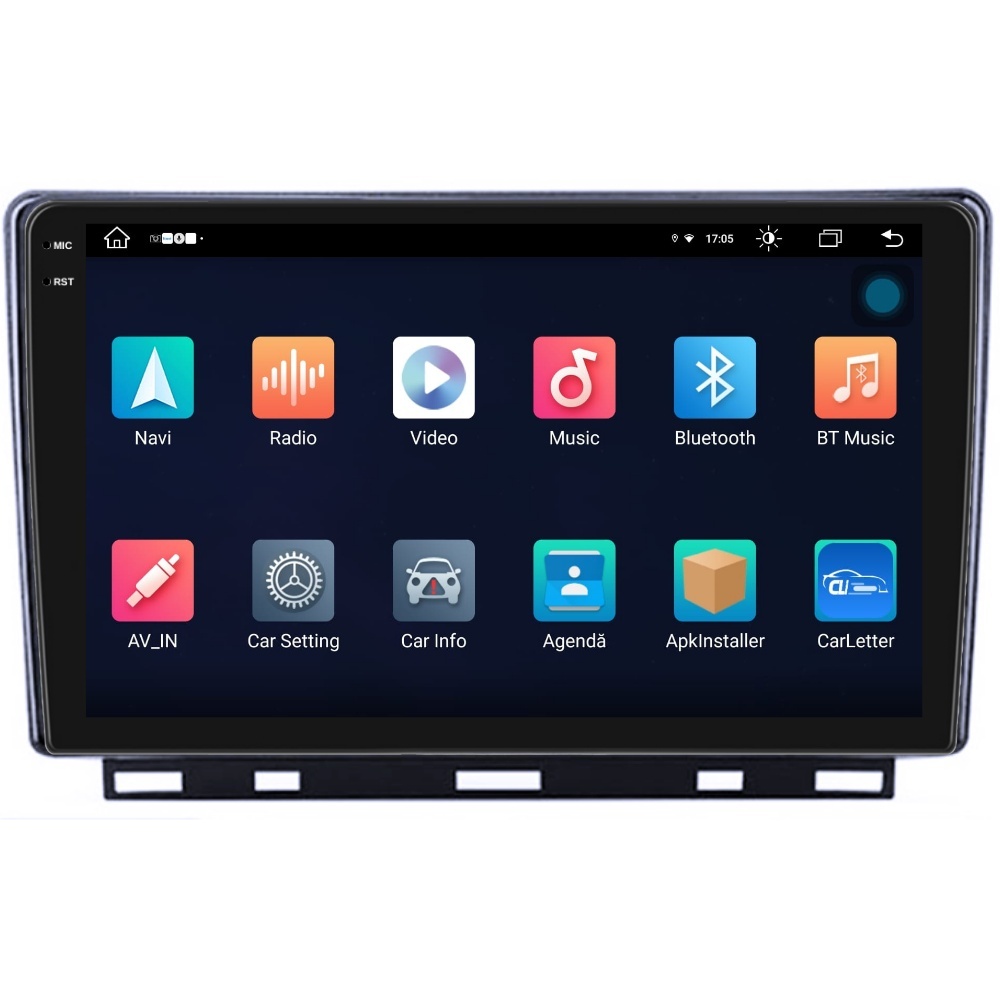 MIC
17:05
RST
Navi
Radio
Video
Music
Bluetooth
BT Music
AV_IN
Car Setting
Car Info
Agendă
ApkInstaller
CarLetter